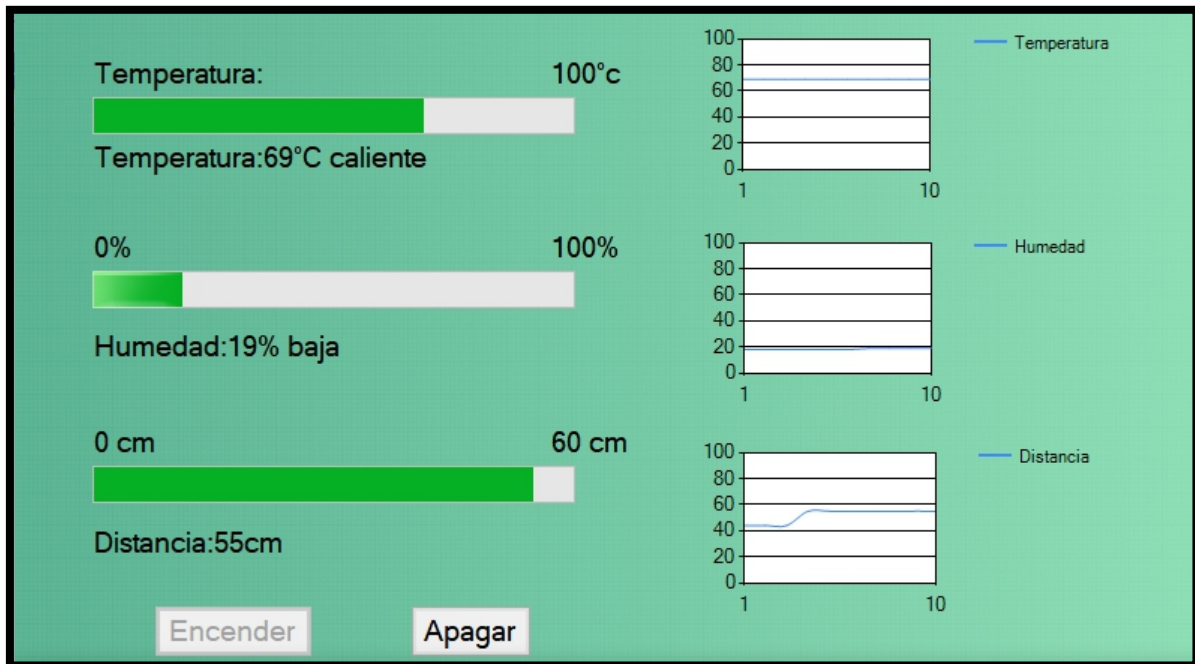 Temperatura: 100°c
Temperatura:69°C caliente
0% 100%
Humedad:19% baja
0 cm 60 cm
Distancia:55cm
Encender Apagar
100
80
60
40
20
0
1 10
Temperatura
100
80
60
40
20
0
1 10
Humedad
100
80
60
40
20
0
1 10
Distancia